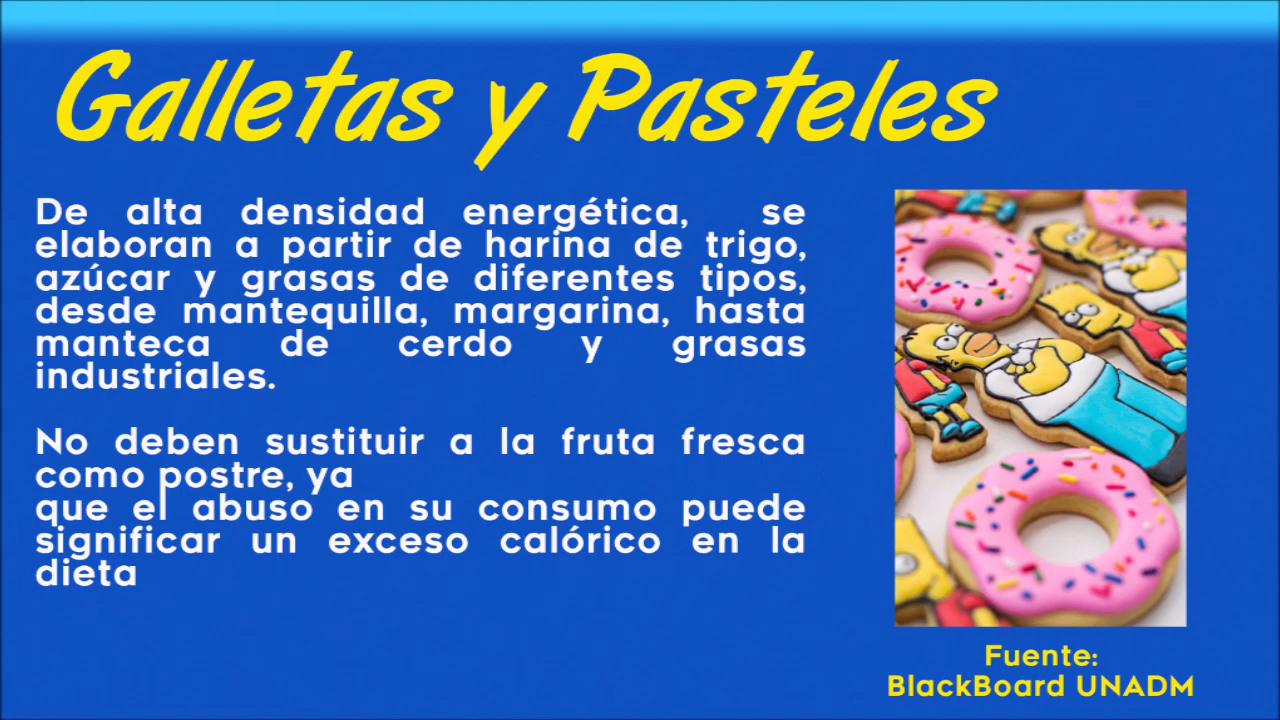 Galletas y Pasteles
De alta densidad energética, se
elaboran a partir de harina de trigo,
azúcar y grasas de diferentes tipos,
desde mantequilla, margarina, hasta
manteca de cerdo y grasas
industriales.
No deben sustituir a la fruta fresca
como postre, ya
que el abuso en su consumo puede
significar un exceso calórico en la
dieta
Fuente:
BlackBoard UNADM